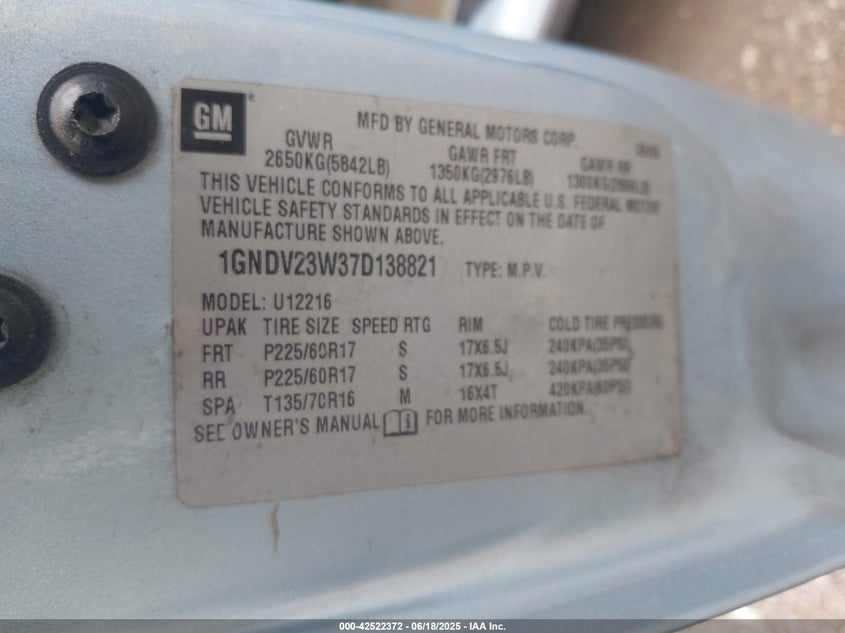 GM
MFD BY GENERAL MOTORS CORP.
GVWR GAWR FRT GAWR RR
2650KG(5842LB) 1350KG(2976LB) 1300KG(2866LB)
THIS VEHICLE CONFORMS TO ALL APPLICABLE U.S. FEDERAL MOTOR
VEHICLE SAFETY STANDARDS IN EFFECT ON THE DATE OF
MANUFACTURE SHOWN ABOVE.
1GNDV23W37D138821 TYPE: M.P.V.
MODEL: U12216
UPAK TIRE SIZE SPEED RTG RIM COLD TIRE PRESSURE
FRT P225/60R17 S 17X6.5J 240KPA(35PSI)
RR P225/60R17 S 17X6.5J 240KPA(35PSI)
SPA T135/70R16 M 16X4T 420KPA(60PSI)
SEE OWNER'S MANUAL i FOR MORE INFORMATION.
000-42522372 - 06/18/2025 - IAA Inc.